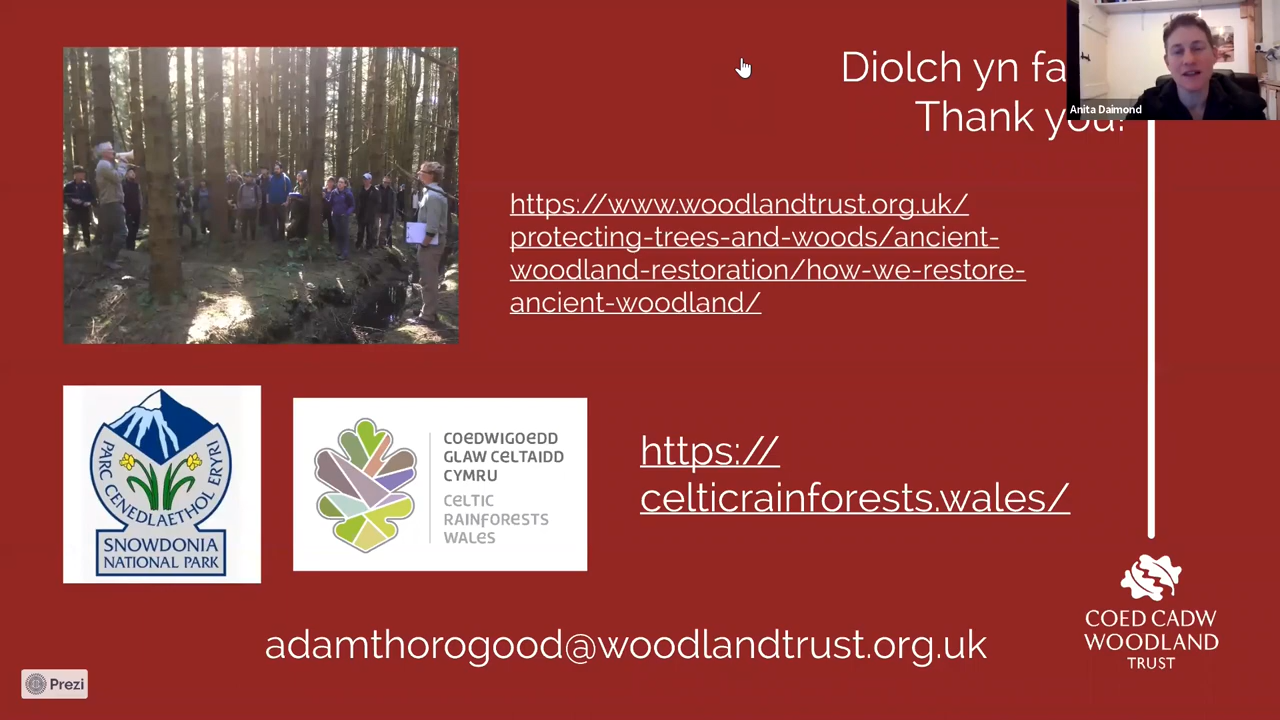 Diolch yn fa
Thank you!
Anita Daimond
https://www.woodlandtrust.org.uk/
protecting-trees-and-woods/ancient-
woodland-restoration/how-we-restore-
ancient-woodland/
PARC CENEDLAETHOL ERYRI
SNOWDONIA
NATIONAL PARK
COEDWIGOEDD
GLAW CELTAIDD
CYMRU
CELTIC
RAINFORESTS
WALES
https://
celticrainforests.wales/
COED CADW
WOODLAND
TRUST
adamthorogood@woodlandtrust.org.uk
Prezi